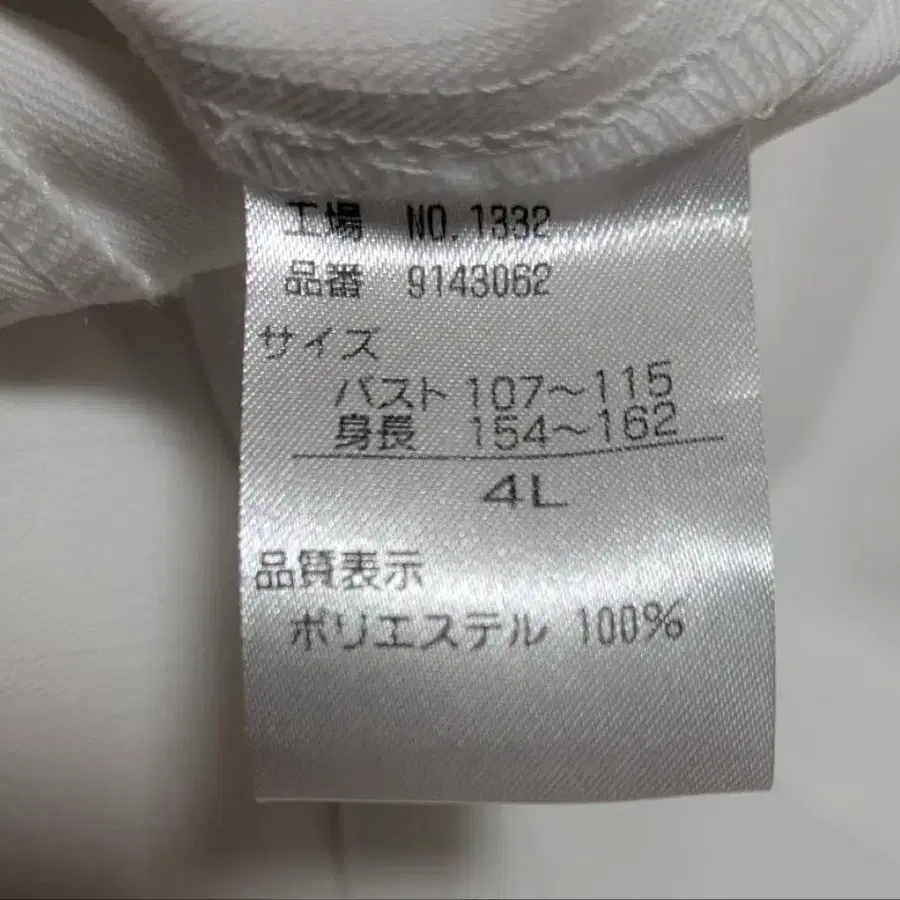 工場 NO.1332
品番 9143062
サイズ
バスト 107～115
身長 154～162
4L
品質表示
ポリエステル 100%